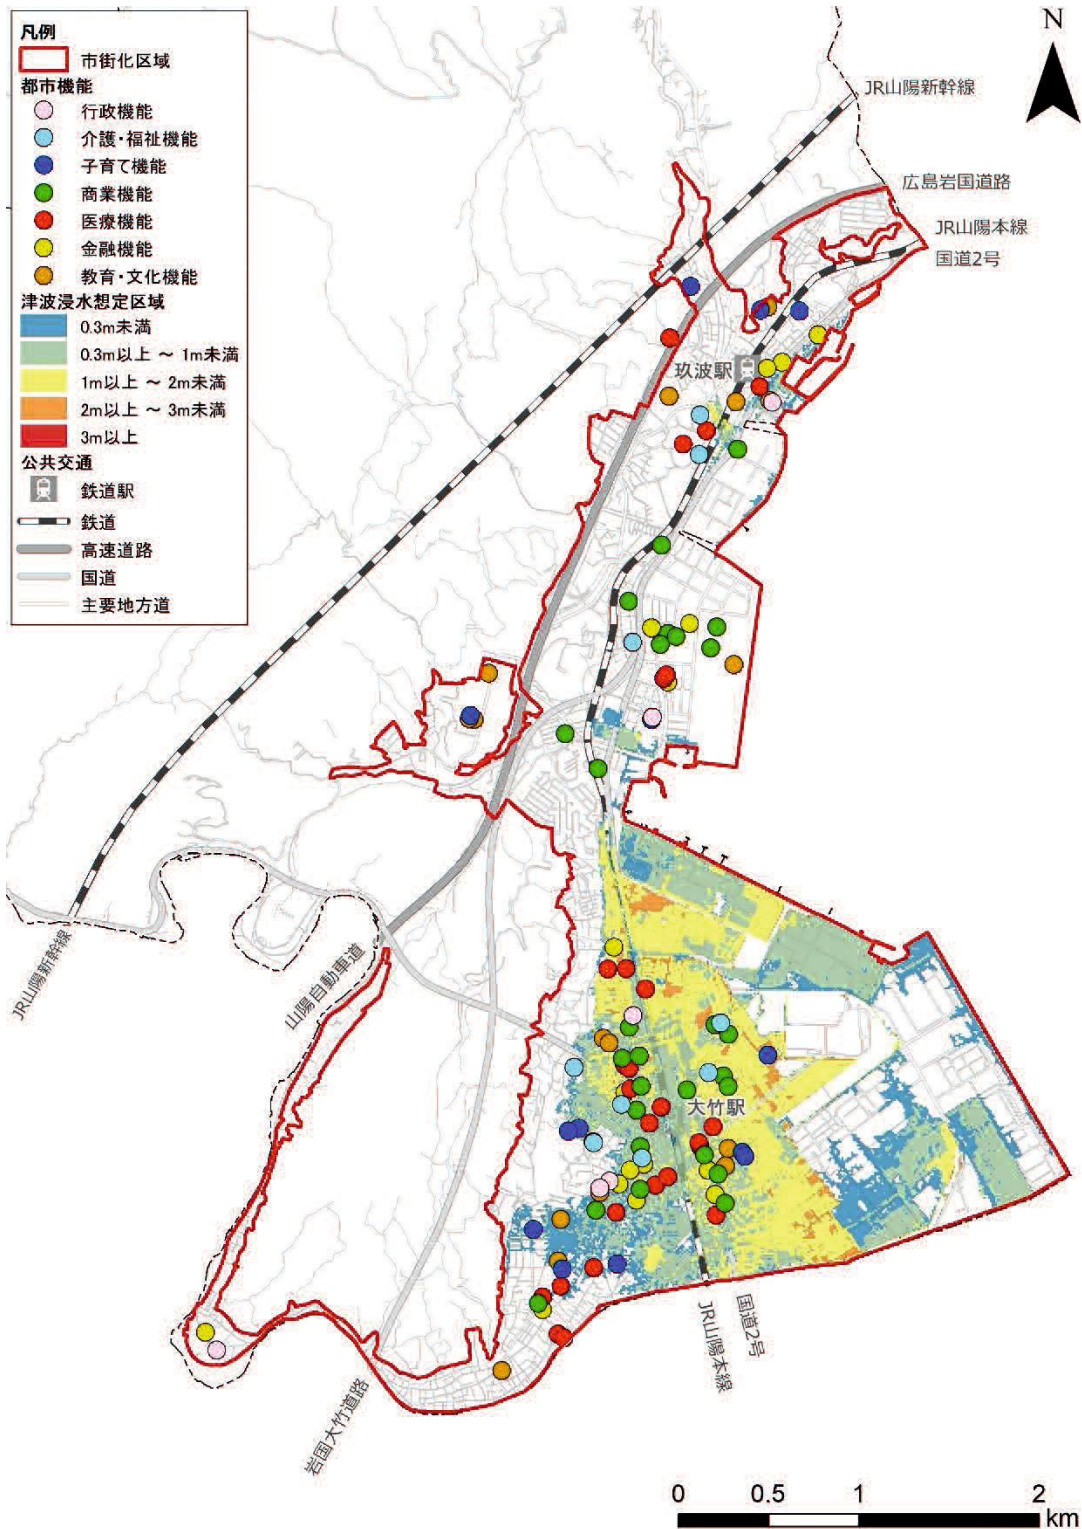 凡例
市街化区域
都市機能
行政機能
介護・福祉機能
子育て機能
商業機能
医療機能
金融機能
教育・文化機能
津波浸水想定区域
0.3m未満
0.3m以上 ~ 1m未満
1m以上 ~ 2m未満
2m以上 ~ 3m未満
3m以上
公共交通
鉄道駅
鉄道
高速道路
国道
主要地方道
N
JR山陽新幹線
広島岩国道路
JR山陽本線
国道2号
玖波駅
JR山陽新幹線
山陽自動車道
大竹駅
岩国大竹道路
JR山陽本線
国道2号
0 0.5 1 2
km